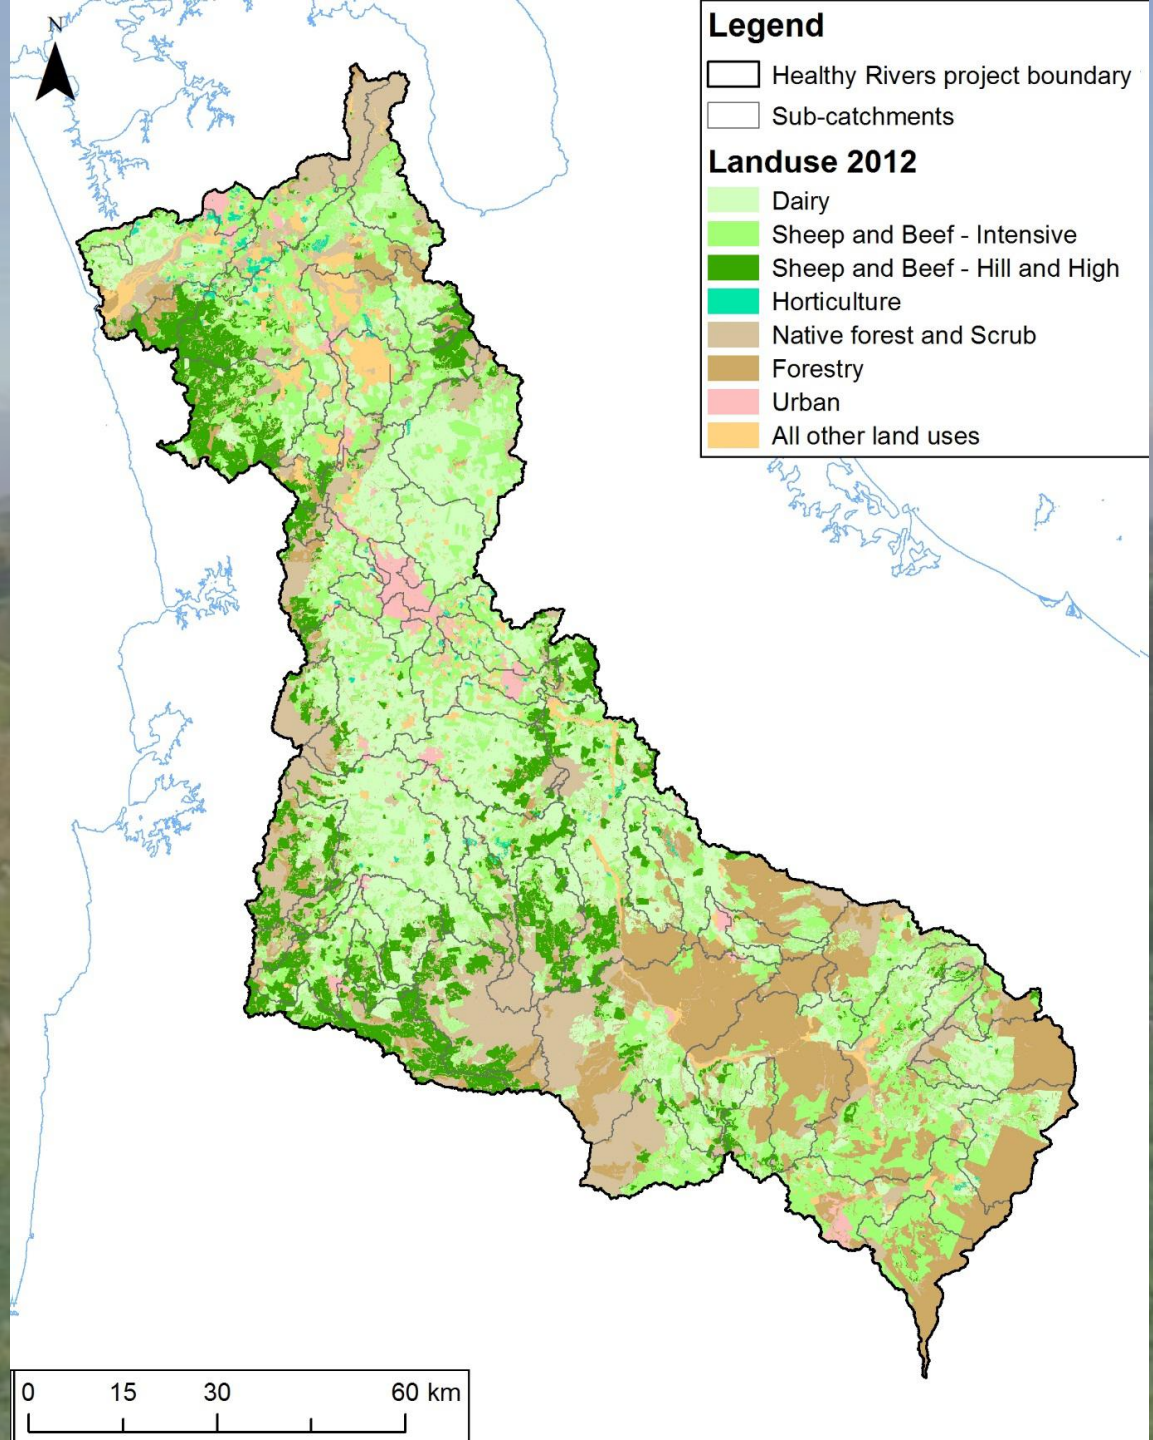 N
Legend
Healthy Rivers project boundary
Sub-catchments
Landuse 2012
Dairy
Sheep and Beef - Intensive
Sheep and Beef - Hill and High
Horticulture
Native forest and Scrub
Forestry
Urban
All other land uses
0 15 30 60 km